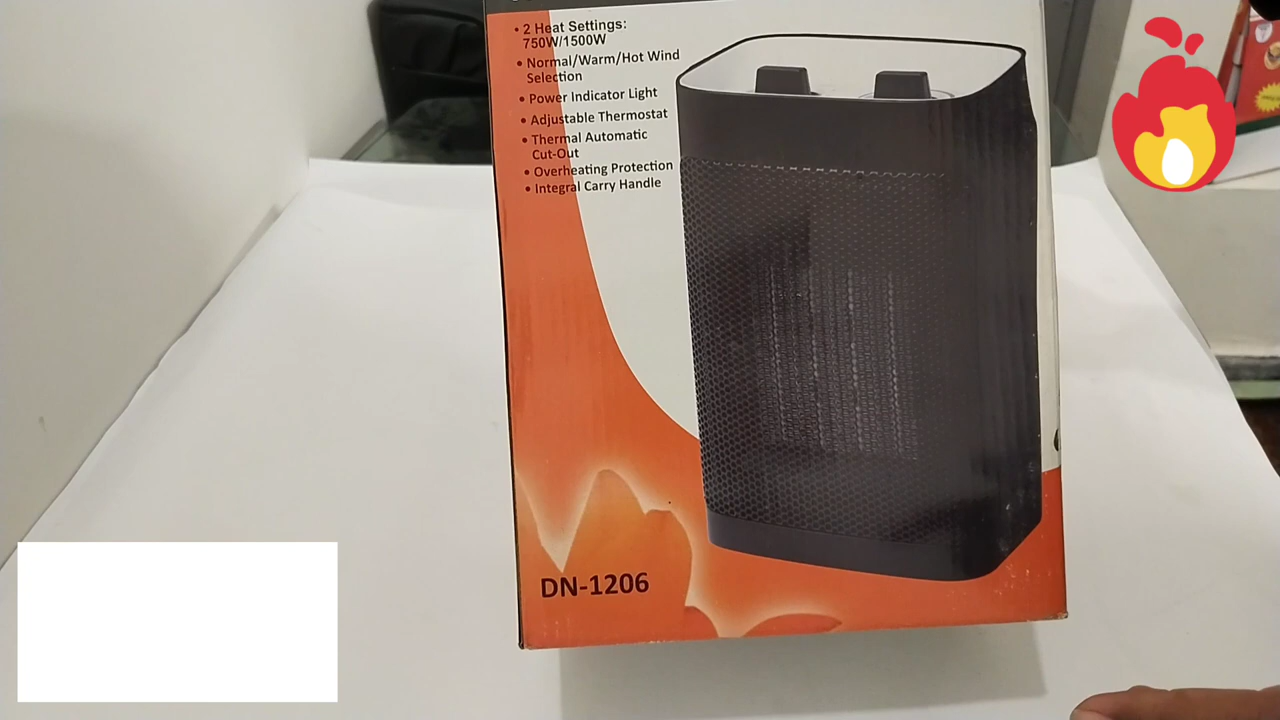 • 2 Heat Settings:
750W/1500W
• Normal/Warm/Hot Wind
Selection
• Power Indicator Light
• Adjustable Thermostat
• Thermal Automatic
Cut-Out
• Overheating Protection
• Integral Carry Handle
DN-1206